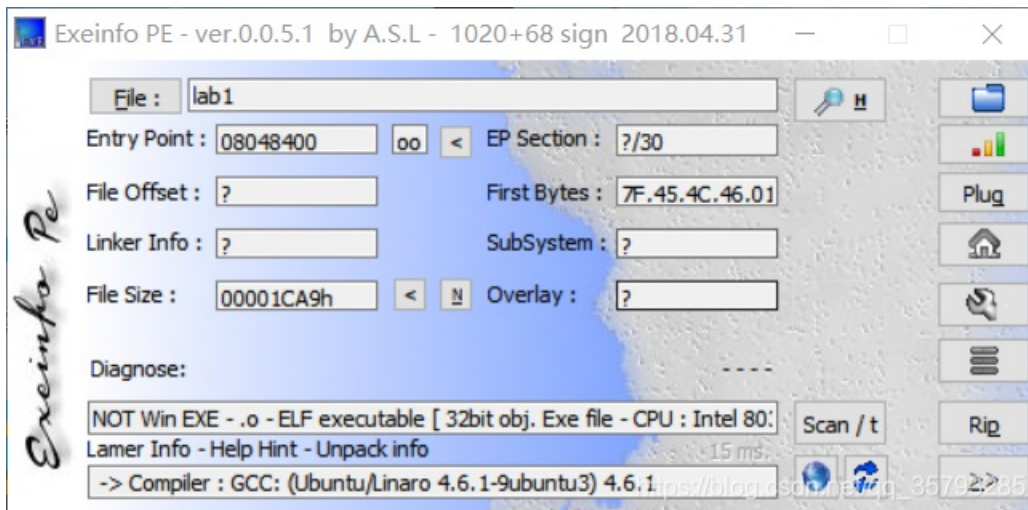 Exeinfo PE - ver.0.0.5.1 by A.S.L - 1020+68 sign 2018.04.31
Exeinfo Pe
File : lab1 H
Entry Point : 08048400 oo < EP Section : ?/30
File Offset : ? First Bytes : 7F.45.4C.46.01 Plug
Linker Info : ? SubSystem : ?
File Size : 00001CA9h < N Overlay : ?
Diagnose: - - - -
NOT Win EXE - .o - ELF executable [ 32bit obj. Exe file - CPU : Intel 80 Scan / t Rip
Lamer Info - Help Hint - Unpack info 15 ms.
-> Compiler : GCC: (Ubuntu/Linaro 4.6.1-9ubuntu3) 4.6.1 >>